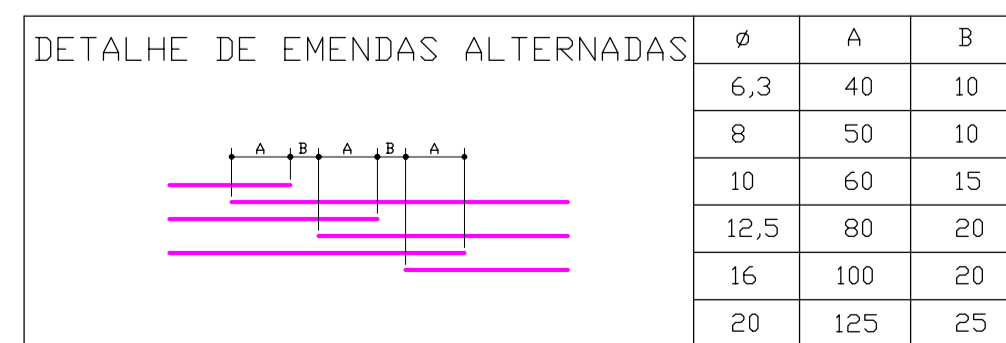 DETALHE DE EMENDAS ALTERNADAS
A B A B A
ø A B
6,3 40 10
8 50 10
10 60 15
12,5 80 20
16 100 20
20 125 25